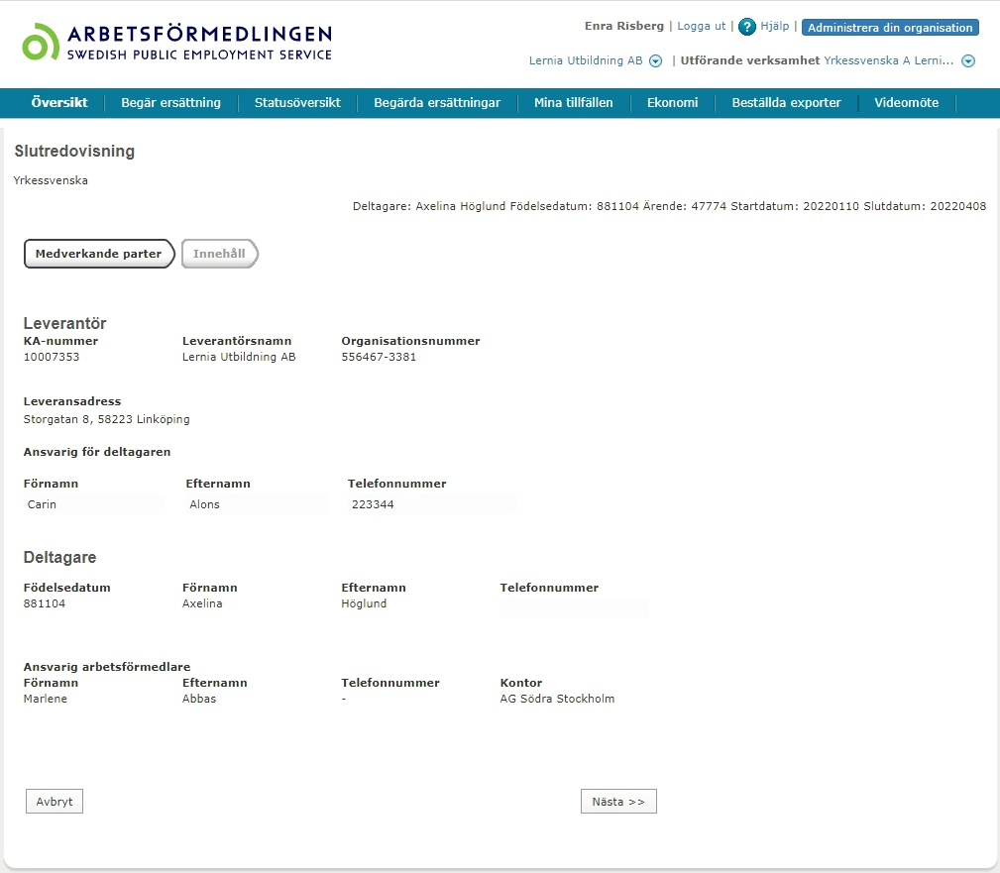 ARBETSFÖRMEDLINGEN
SWEDISH PUBLIC EMPLOYMENT SERVICE
Enra Risberg | Logga ut | ? Hjälp | Administrera din organisation
Lernia Utbildning AB | Utförande verksamhet Yrkessvenska A Lerni...
Översikt Begär ersättning Statusöversikt Begärda ersättningar Mina tillfällen Ekonomi Beställda exporter Videomöte
Slutredovisning
Yrkessvenska
Deltagare: Axelina Höglund Födelsedatum: 881104 Ärende: 47774 Startdatum: 20220110 Slutdatum: 20220408
Medverkande parter Innehåll
Leverantör
KA-nummer Leverantörsnamn Organisationsnummer
10007353 Lernia Utbildning AB 556467-3381
Leveransadress
Storgatan 8, 58223 Linköping
Ansvarig för deltagaren
Förnamn Efternamn Telefonnummer
Carin Alons 223344
Deltagare
Födelsedatum Förnamn Efternamn Telefonnummer
881104 Axelina Höglund
Ansvarig arbetsförmedlare
Förnamn Efternamn Telefonnummer Kontor
Marlene Abbas - AG Södra Stockholm
Avbryt Nästa >>